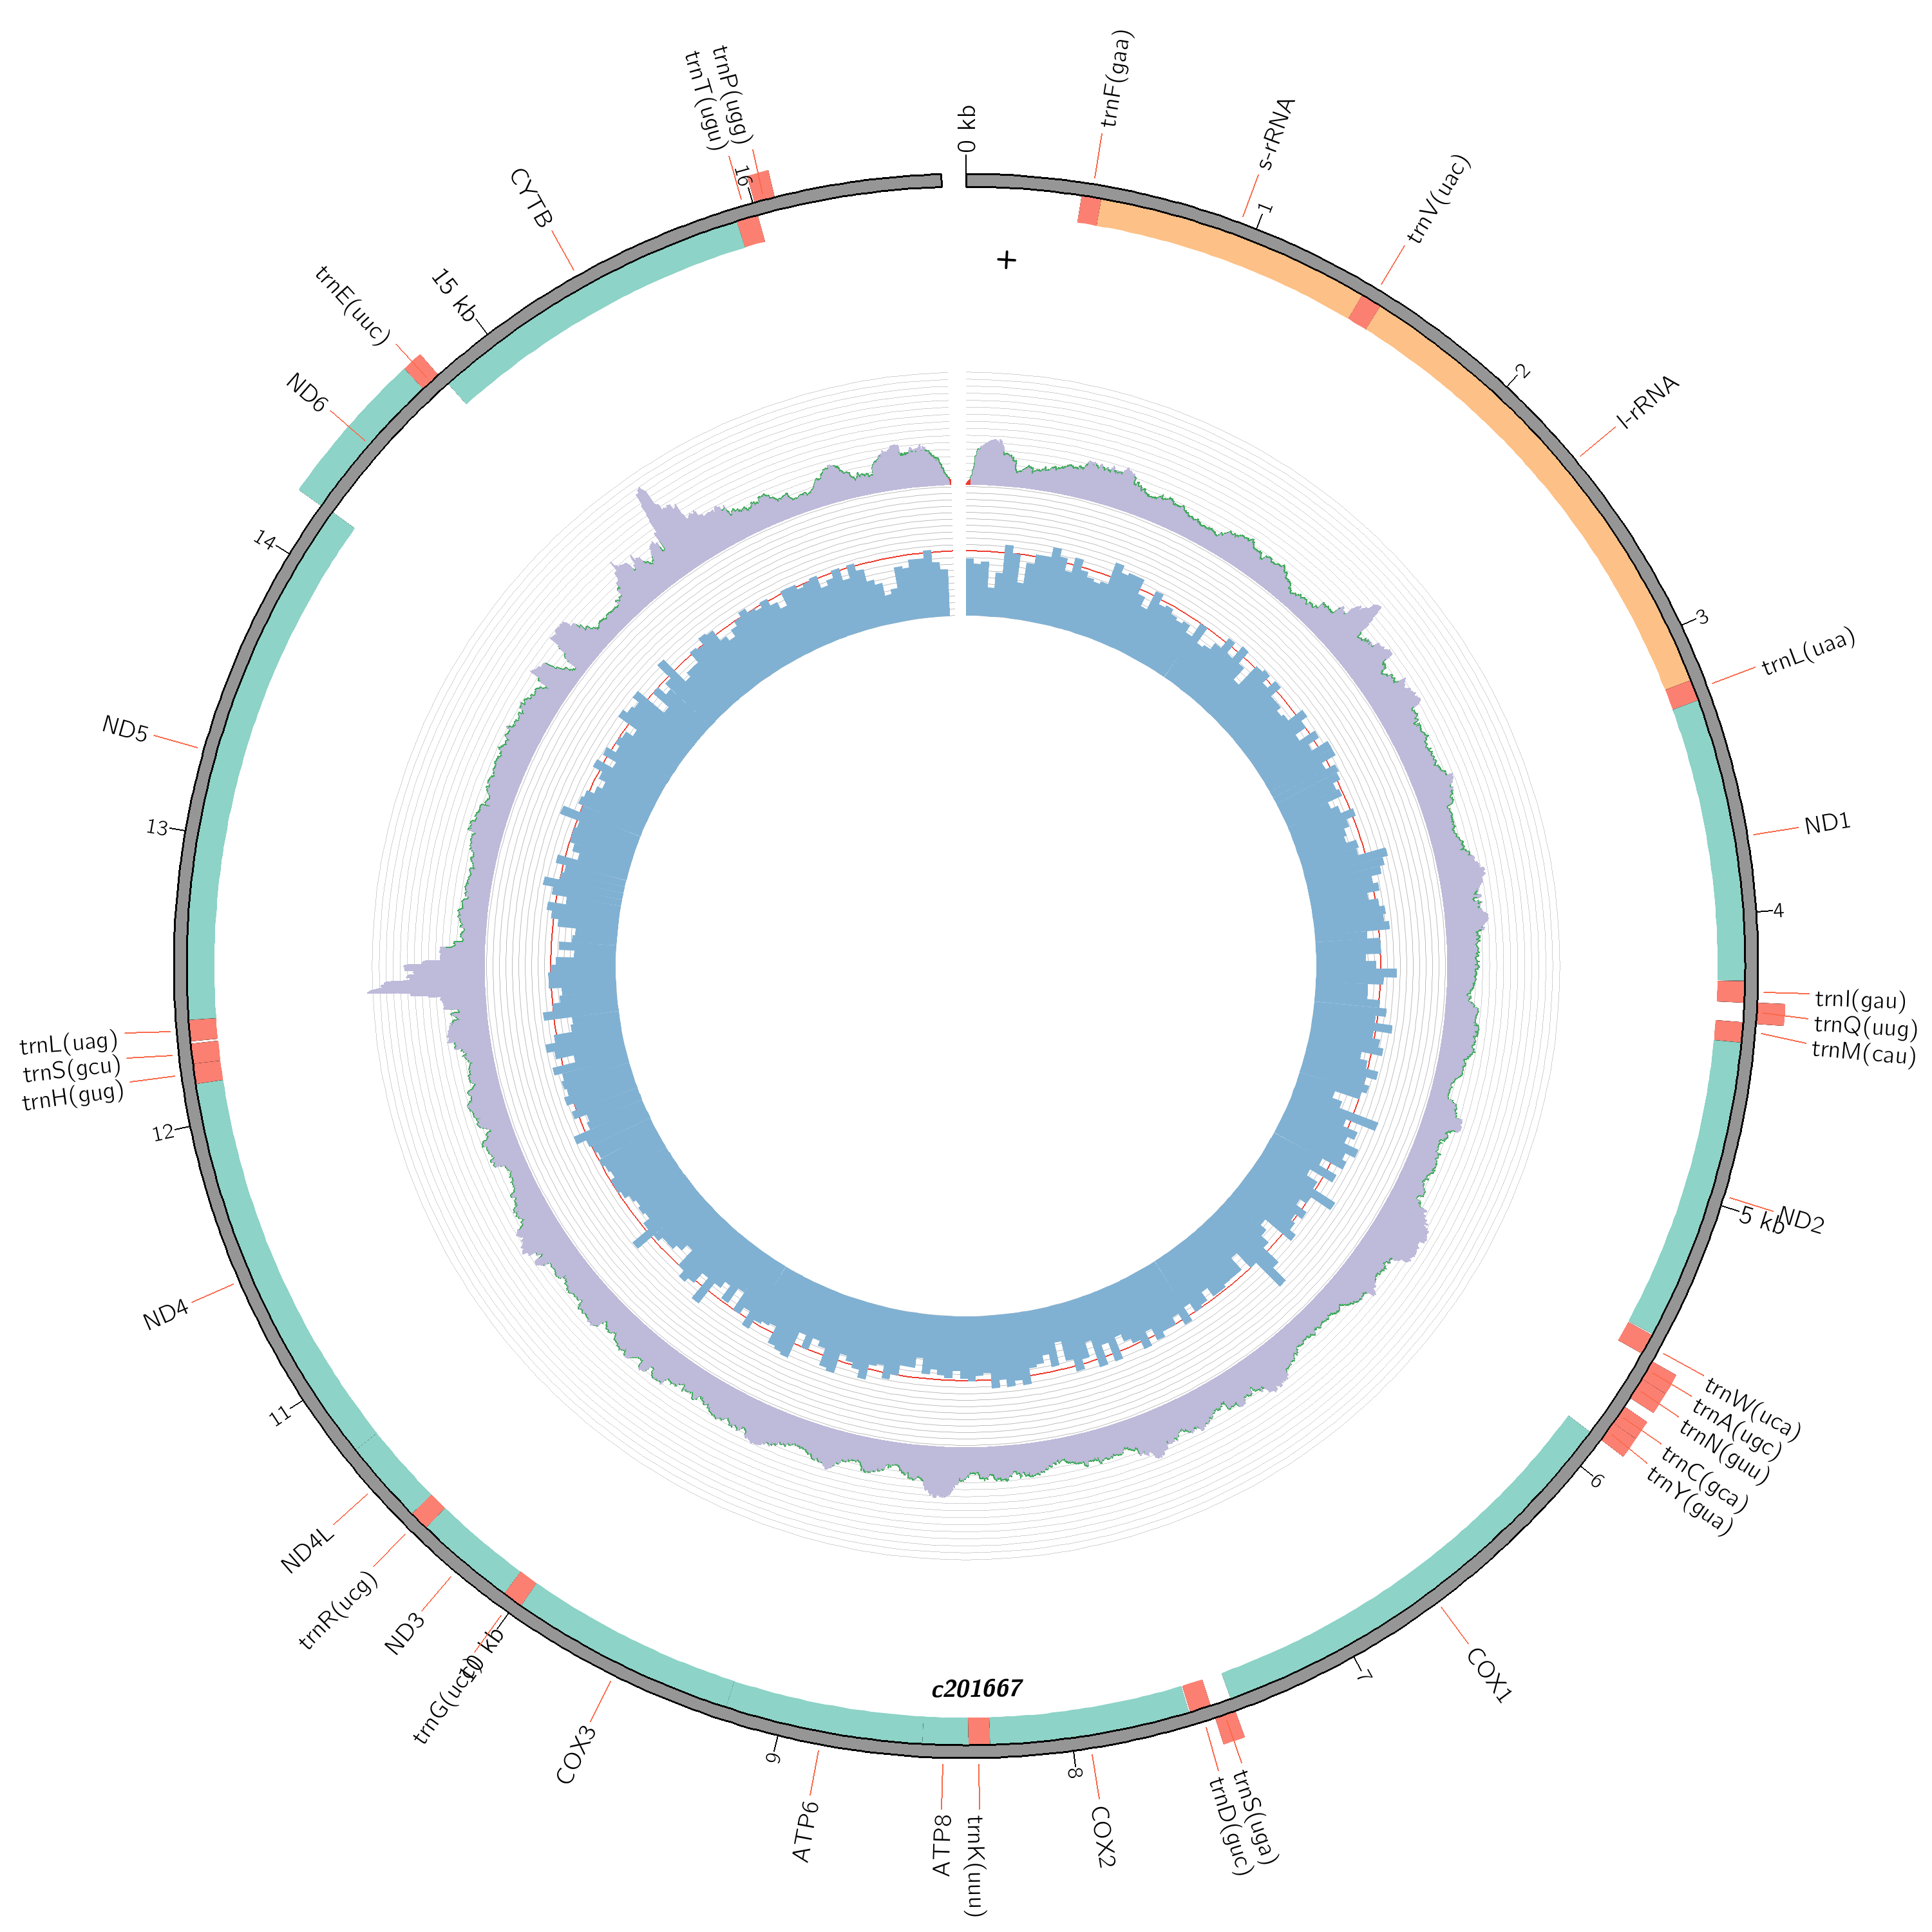 0 kb
trnF(gaa)
s-rRNA
1
trnV(uac)
2
l-rRNA
3
trnL(uaa)
ND1
4
trnI(gau)
trnQ(uug)
trnM(cau)
5 kb
ND2
trnW(uca)
trnA(ugc)
trnN(guu)
trnC(gca)
trnY(gua)
6
COX1
7
trnS(uga)
trnD(guc)
COX2
8
trnK(uuu)
ATP8
ATP6
9
COX3
10 kb
trnG(ucc)
ND3
trnR(ucg)
ND4L
11
ND4
12
trnH(gug)
trnS(gcu)
trnL(uag)
13
ND5
14
ND6
trnE(uuc)
15 kb
CYTB
trnT(ugu)
trnP(ugg)
16
+
c201667